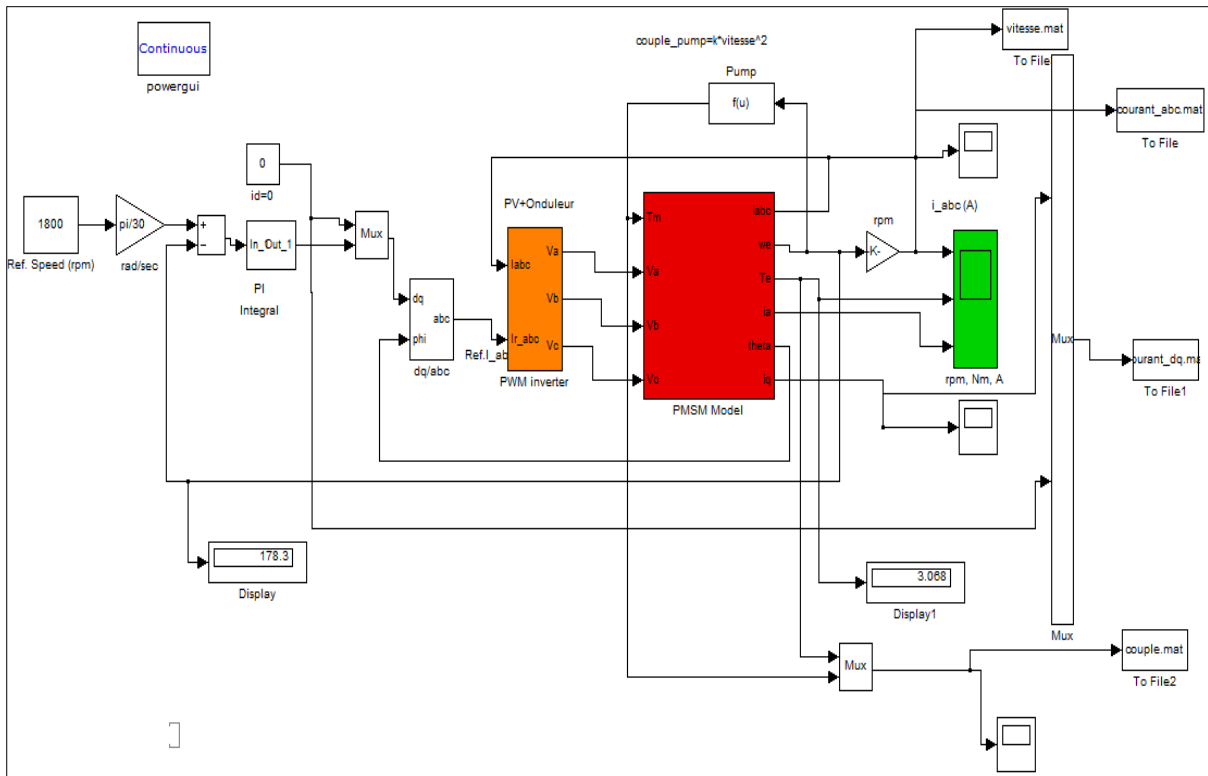 Continuous
powergui
couple_pump=k*vitesse^2
Pump
f(u)
vitesse.mat
To File
courant_abc.mat
To File
0
id=0
1800
Ref. Speed (rpm)
pi/30
rad/sec
+
−
In_1
Out_1
PI
Integral
Mux
dq
phi
abc
dq/abc
Ref.I_ab
PV+Onduleur
Iabc
Ir_abc
Va
Vb
Vc
PWM inverter
Tm
Va
Vb
Vc
iabc
we
Te
ia
theta
iq
PMSM Model
rpm
-K-
i_abc (A)
rpm, Nm, A
Mux
Mux
ourant_dq.ma
To File1
178.3
Display
3.068
Display1
Mux
couple.mat
To File2